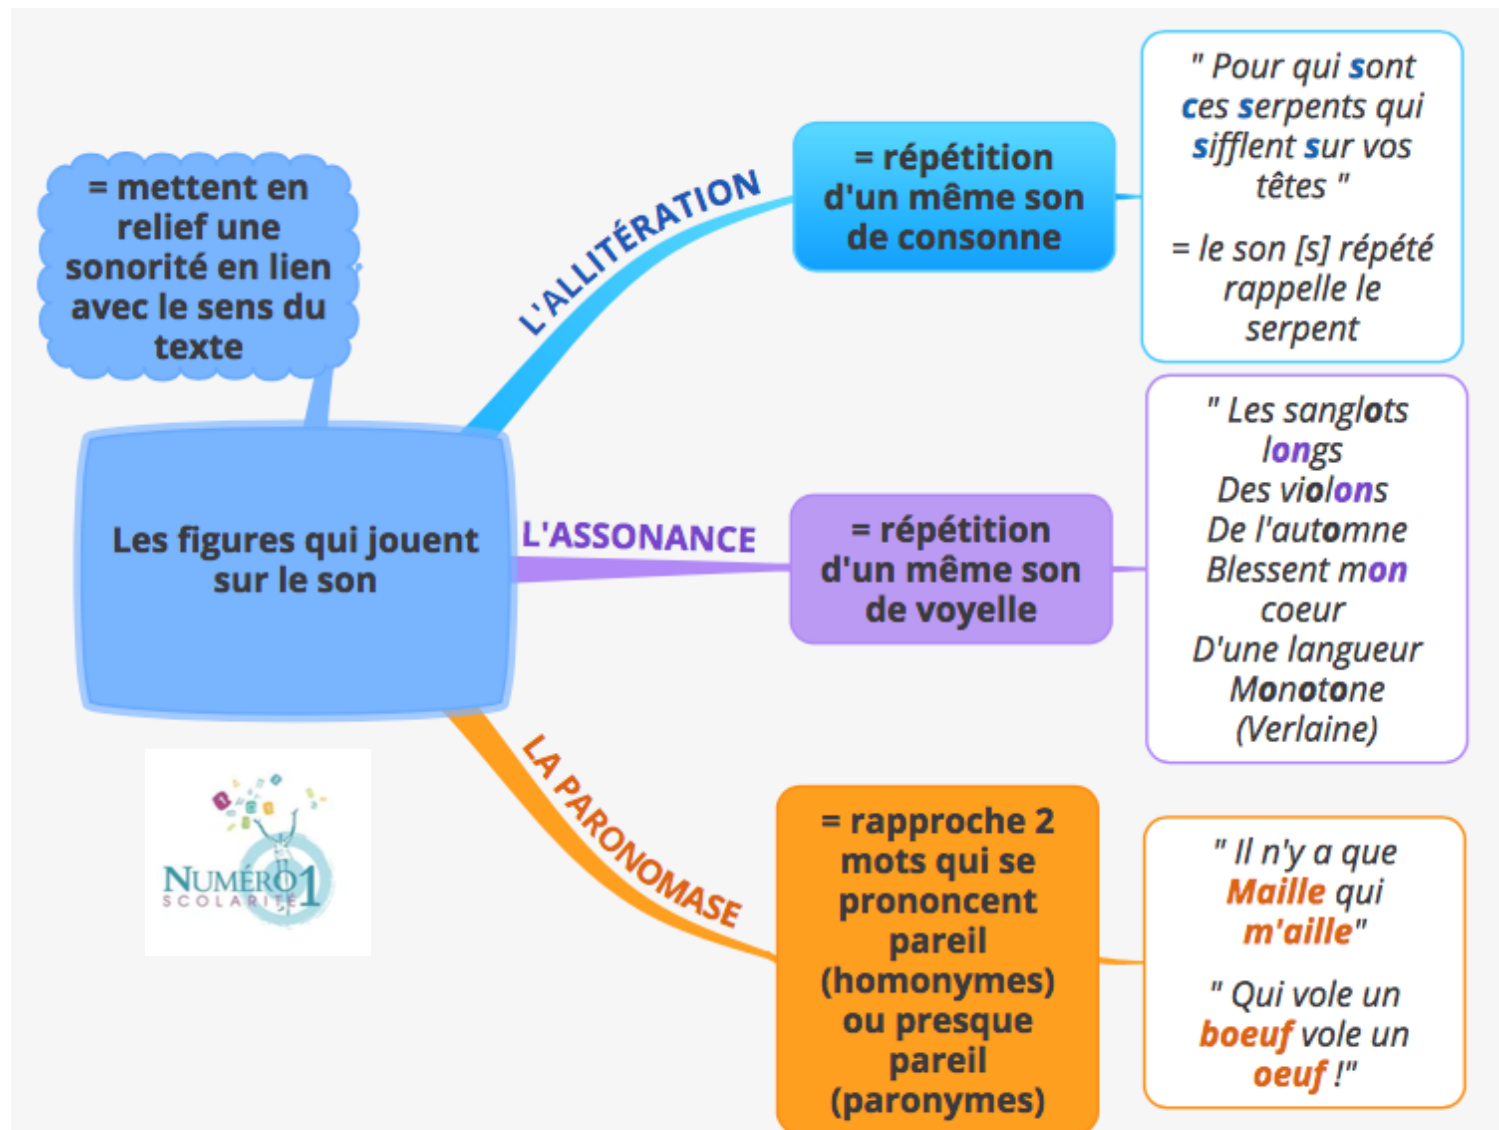 = mettent en
relief une
sonorité en lien
avec le sens du
texte
Les figures qui jouent
sur le son
L'ALLITÉRATION
= répétition
d'un même son
de consonne
" Pour qui sont
ces serpents qui
sifflent sur vos
têtes "
= le son [s] répété
rappelle le
serpent
L'ASSONANCE
= répétition
d'un même son
de voyelle
" Les sanglots
longs
Des violons
De l'automne
Blessent mon
coeur
D'une langueur
Monotone
(Verlaine)
LA PARONOMASE
= rapproche 2
mots qui se
prononcent
pareil
(homonymes)
ou presque
pareil
(paronymes)
" Il n'y a que
Maille qui
m'aille"
" Qui vole un
boeuf vole un
oeuf !"
NUMÉRO1
SCOLARITÉ